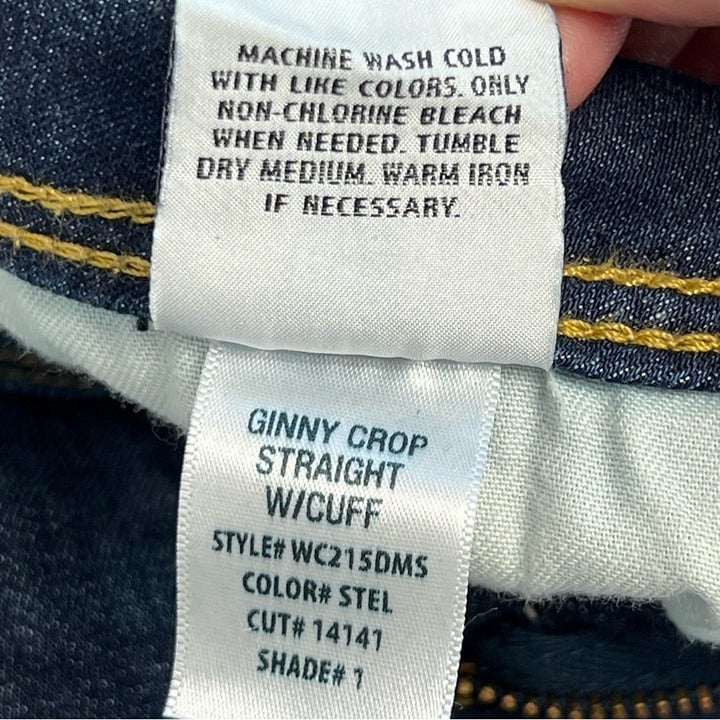 MACHINE WASH COLD
WITH LIKE COLORS. ONLY
NON-CHLORINE BLEACH
WHEN NEEDED. TUMBLE
DRY MEDIUM. WARM IRON
IF NECESSARY.
GINNY CROP
STRAIGHT
W/CUFF
STYLE# WC215DMS
COLOR# STEL
CUT# 14141
SHADE# 1